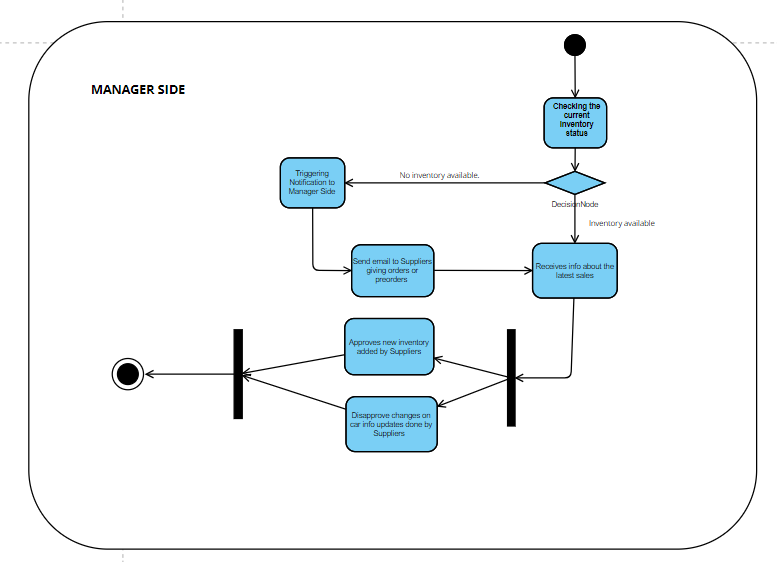 MANAGER SIDE
Checking the
current
inventory
status
No inventory available.
Triggering
Notification to
Manager Side
DecisionNode
Inventory available
Send email to Suppliers
giving orders or
preorders
Receives info about the
latest sales
Approves new inventory
added by Suppliers
Disapprove changes on
car info updates done by
Suppliers